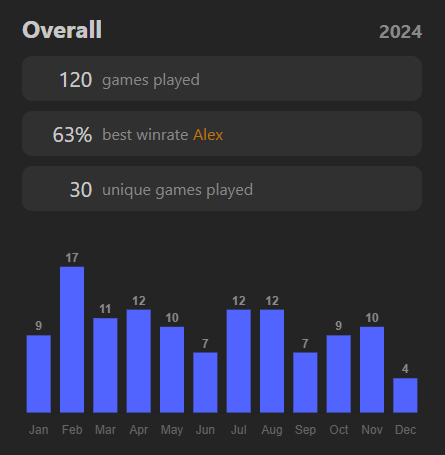 Overall 2024
120 games played
63% best winrate Alex
30 unique games played
17
12 12 12
11
10 10
9 9
7 7
4
Jan Feb Mar Apr May Jun Jul Aug Sep Oct Nov Dec